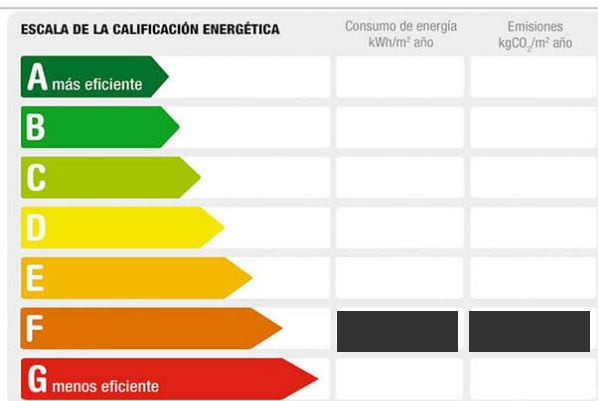 ESCALA DE LA CALIFICACIÓN ENERGÉTICA
Consumo de energía
kWh/m² año
Emisiones
kgCO₂/m² año
A más eficiente
B
C
D
E
F
G menos eficiente